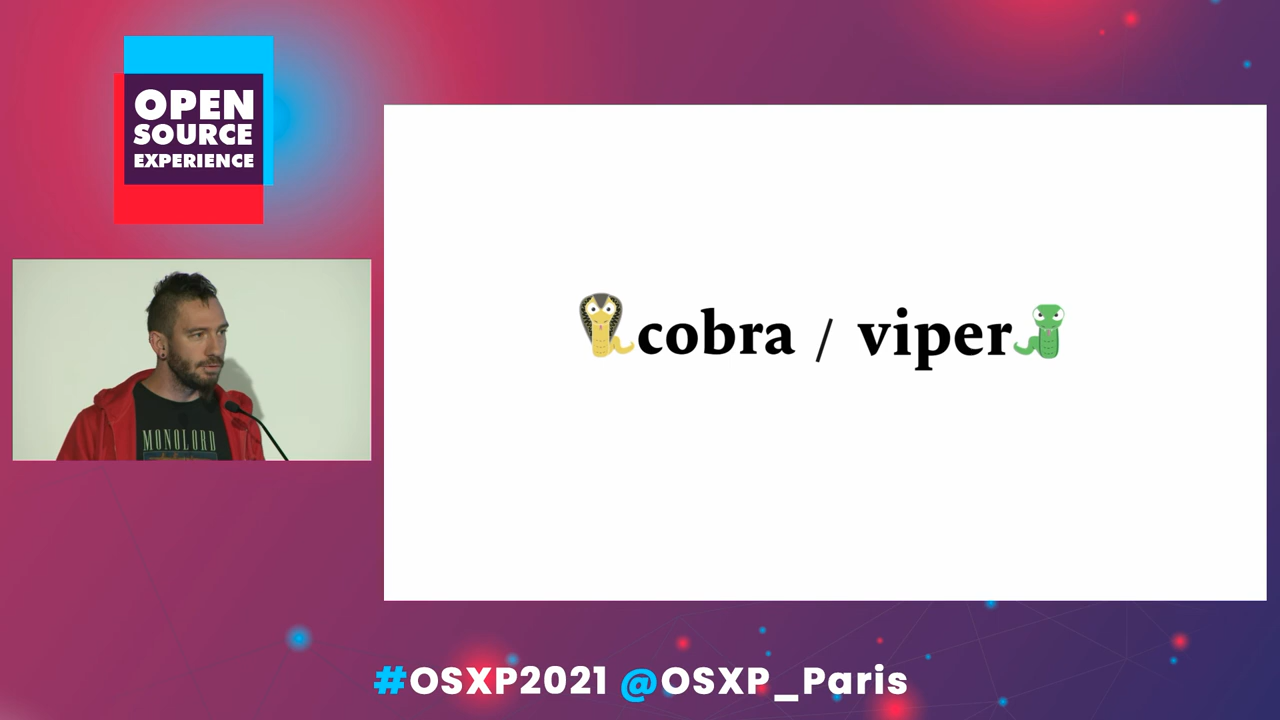 OPEN
SOURCE
EXPERIENCE
cobra / viper
MONOLORD
#OSXP2021 @OSXP_Paris